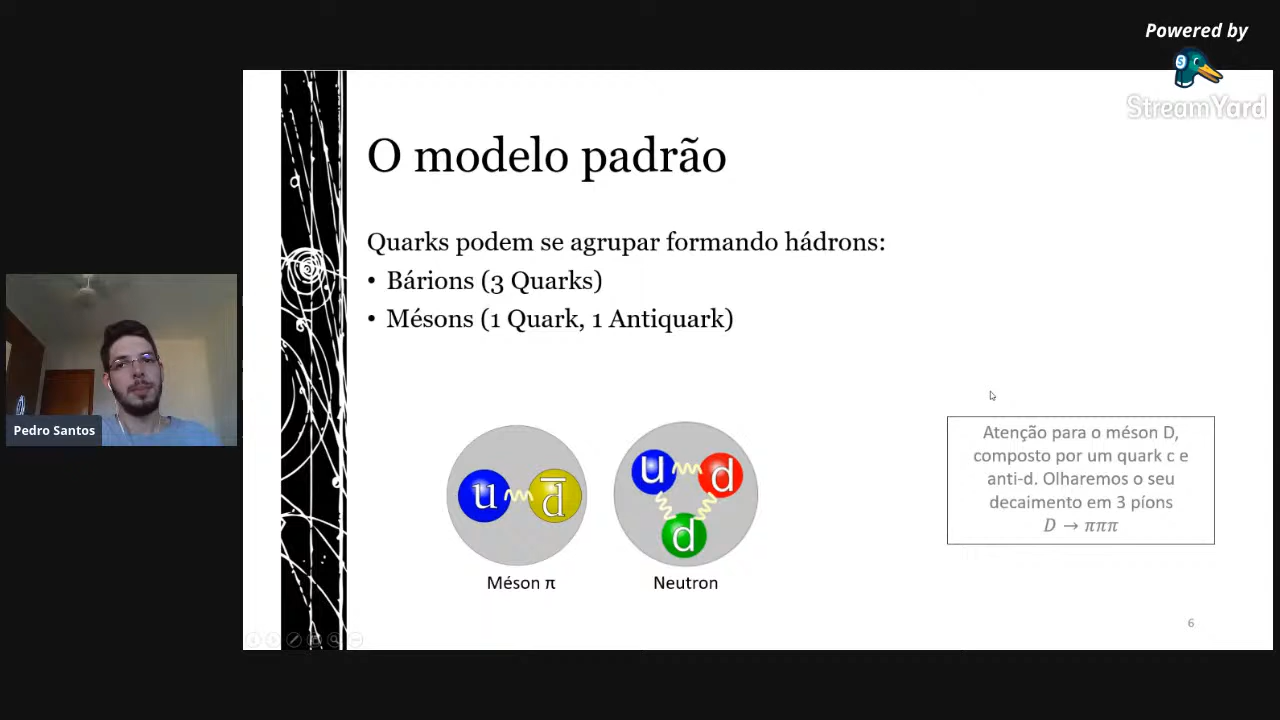 Powered by
StreamYard
O modelo padrão
Quarks podem se agrupar formando hádrons:
• Bárions (3 Quarks)
• Mésons (1 Quark, 1 Antiquark)
Pedro Santos
Atenção para o méson D,
composto por um quark c e
anti-d. Olharemos o seu
decaimento em 3 píons
D → πππ
u d̅
u d
d
Méson π
Neutron
6